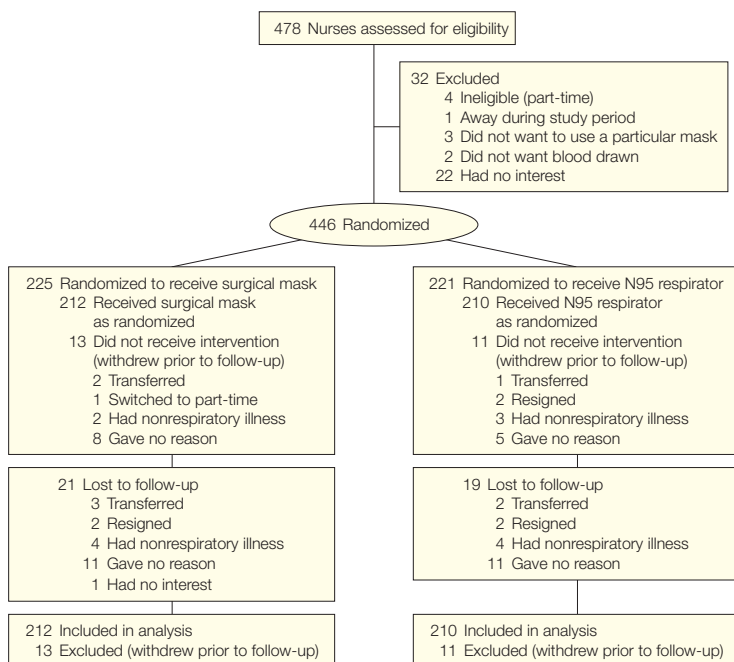 478 Nurses assessed for eligibility
32 Excluded
4 Ineligible (part-time)
1 Away during study period
3 Did not want to use a particular mask
2 Did not want blood drawn
22 Had no interest
446 Randomized
225 Randomized to receive surgical mask
212 Received surgical mask
as randomized
13 Did not receive intervention
(withdrew prior to follow-up)
2 Transferred
1 Switched to part-time
2 Had nonrespiratory illness
8 Gave no reason
221 Randomized to receive N95 respirator
210 Received N95 respirator
as randomized
11 Did not receive intervention
(withdrew prior to follow-up)
1 Transferred
2 Resigned
3 Had nonrespiratory illness
5 Gave no reason
21 Lost to follow-up
3 Transferred
2 Resigned
4 Had nonrespiratory illness
11 Gave no reason
1 Had no interest
19 Lost to follow-up
2 Transferred
2 Resigned
4 Had nonrespiratory illness
11 Gave no reason
212 Included in analysis
13 Excluded (withdrew prior to follow-up)
210 Included in analysis
11 Excluded (withdrew prior to follow-up)